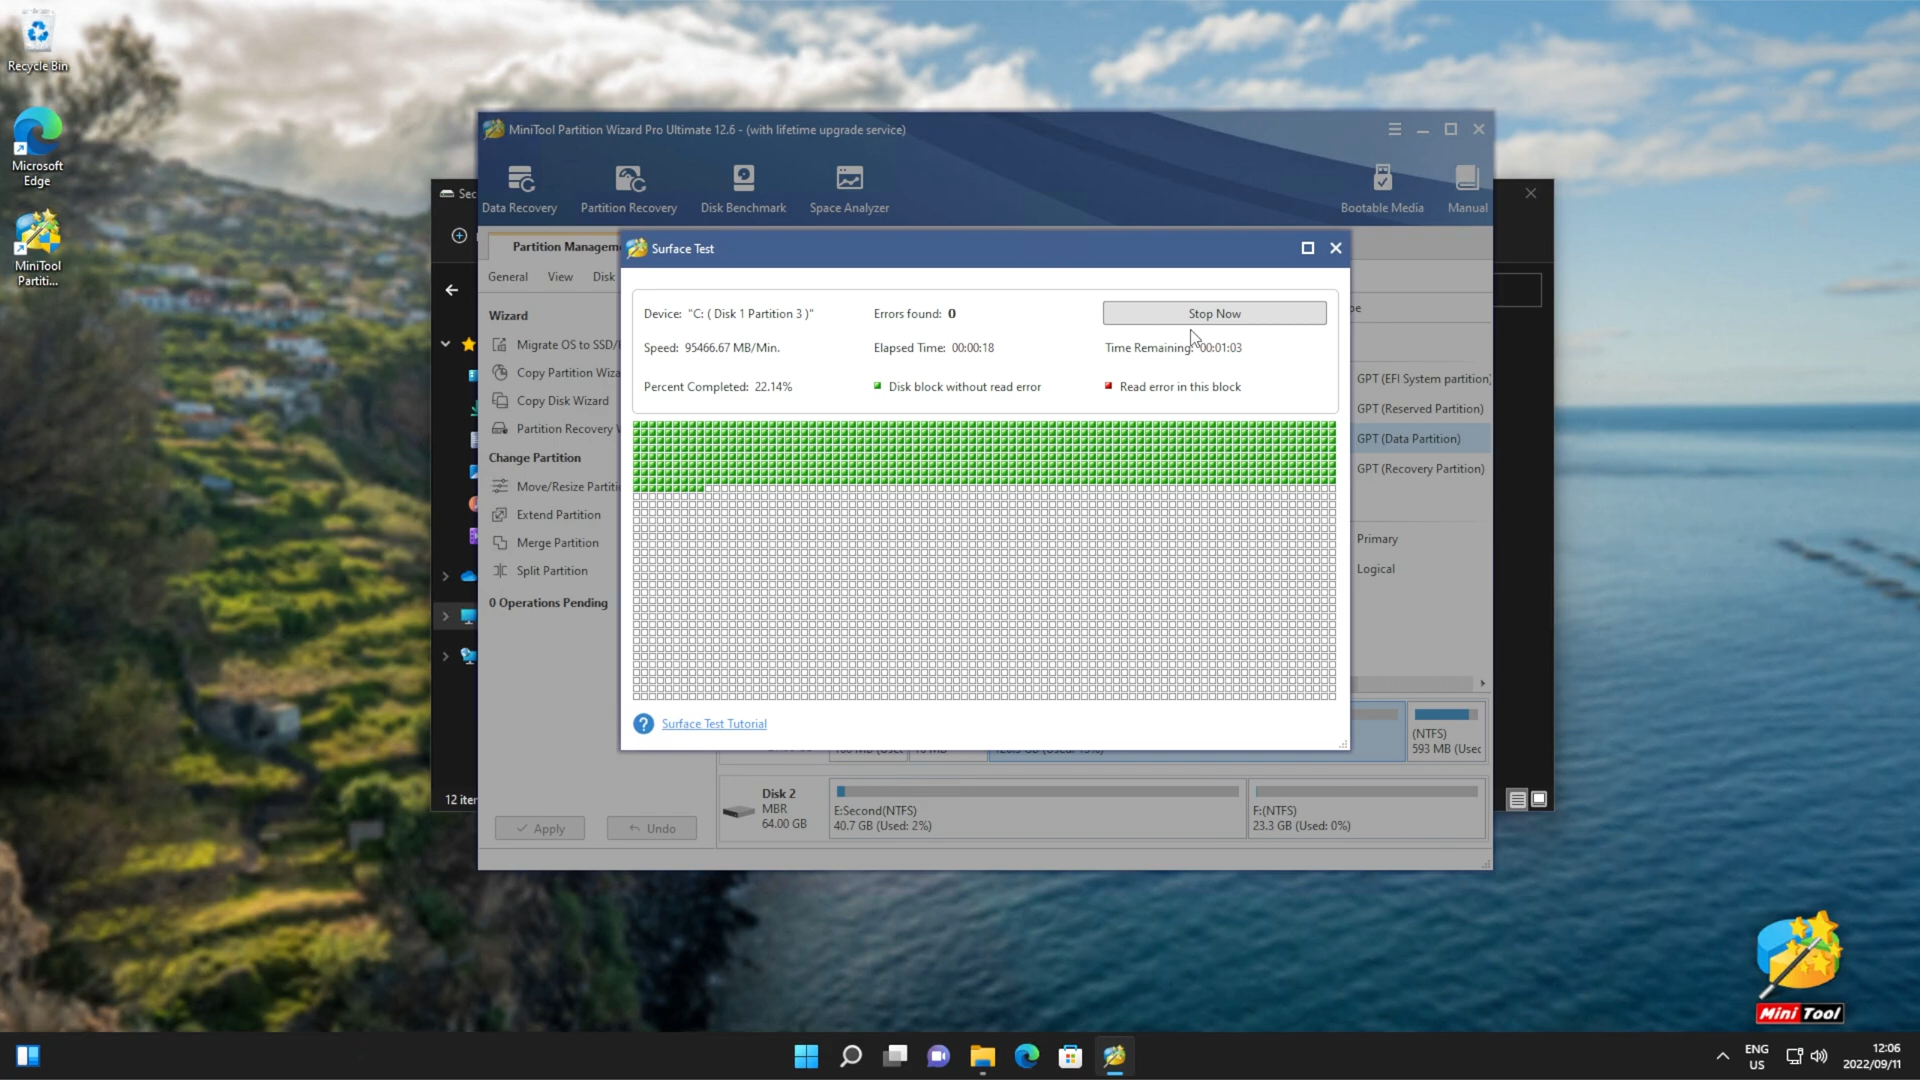 Recycle Bin
Microsoft
Edge
MiniTool
Partiti...
Sec
12 iter
MiniTool Partition Wizard Pro Ultimate 12.6 - (with lifetime upgrade service)
Data Recovery
Partition Recovery
Disk Benchmark
Space Analyzer
Bootable Media
Manual
Partition Managem
General
View
Disk
Wizard
Migrate OS to SSD/
Copy Partition Wiza
Copy Disk Wizard
Partition Recovery
Change Partition
Move/Resize Partiti
Extend Partition
Merge Partition
Split Partition
0 Operations Pending
Apply
Undo
Surface Test
Device: "C: ( Disk 1 Partition 3 )"
Errors found: 0
Stop Now
Speed: 95466.67 MB/Min.
Elapsed Time: 00:00:18
Time Remaining: 00:01:03
Percent Completed: 22.14%
Disk block without read error
Read error in this block
? Surface Test Tutorial
pe
GPT (EFI System partition)
GPT (Reserved Partition)
GPT (Data Partition)
GPT (Recovery Partition)
Primary
Logical
(NTFS)
593 MB (Usec
Disk 2
MBR
64.00 GB
E:Second(NTFS)
40.7 GB (Used: 2%)
F:(NTFS)
23.3 GB (Used: 0%)
Mini Tool
ENG
US
12:06
2022/09/11